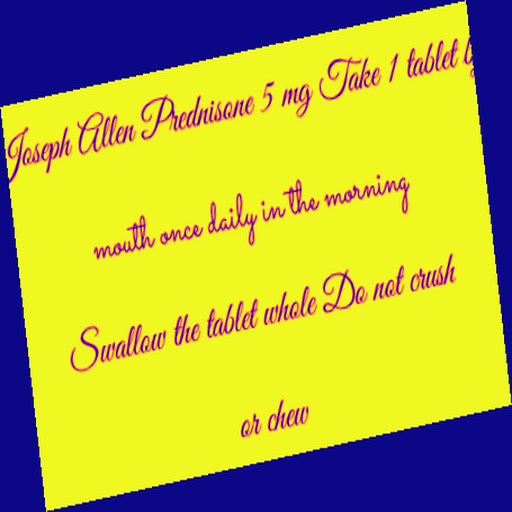 Joseph Allen Prednisone 5 mg Take 1 tablet
mouth once daily in the morning
Swallow the tablet whole Do not crush
or chew